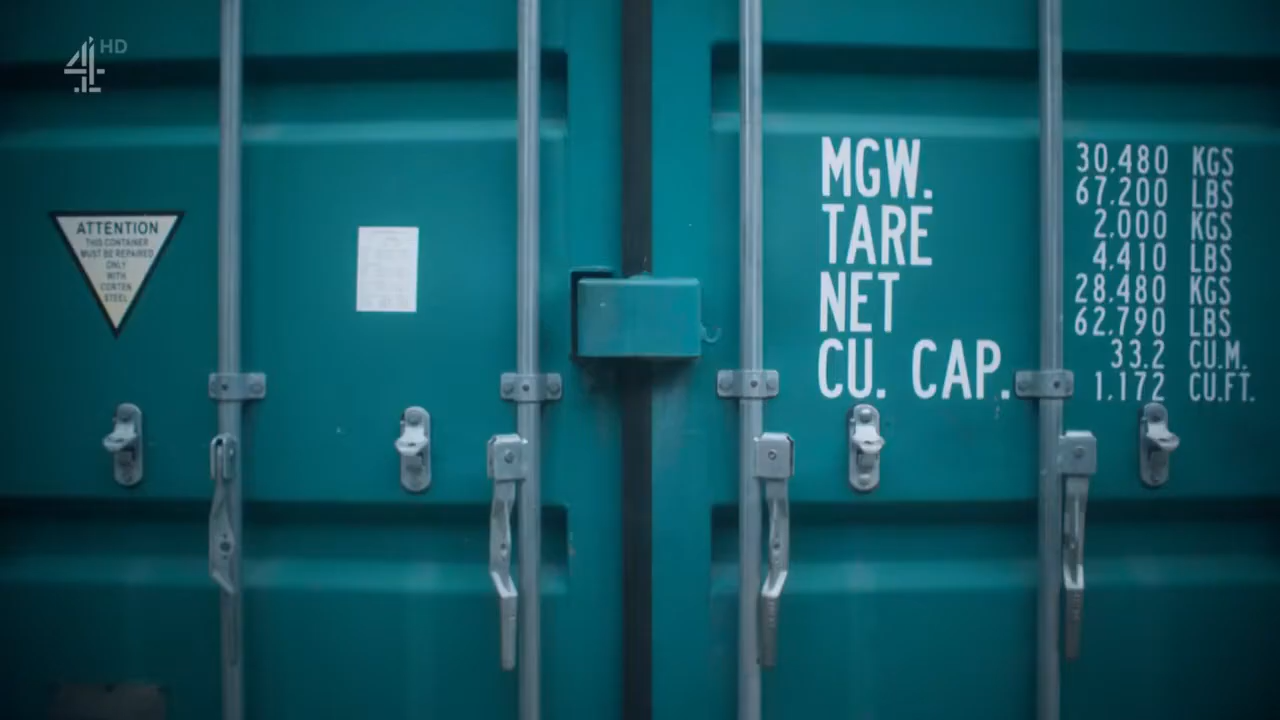 4 HD
ATTENTION
THIS CONTAINER
MUST BE REPAIRED
ONLY
WITH
CORTEN
STEEL
MGW. 30,480 KGS
67.200 LBS
TARE 2,000 KGS
4.410 LBS
NET 28,480 KGS
62,790 LBS
CU. CAP. 33.2 CU.M.
1,172 CU.FT.